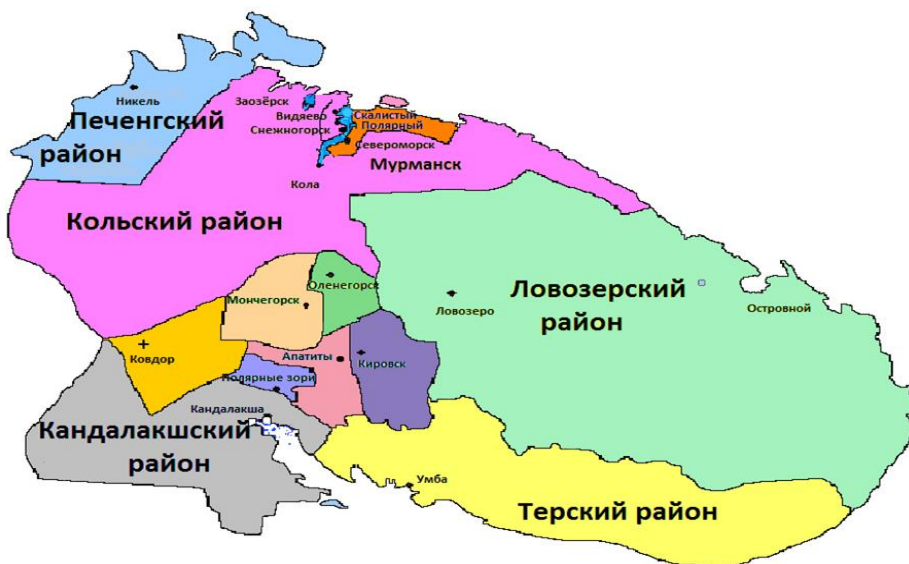 Никель
Печенгский
район
Заозёрск
Видяево
Скалистый
Полярный
Снежногорск
Североморск
Мурманск
Кола
Кольский район
Оленегорск
Мончегорск
Ловозеро
Ловозерский
район
Островной
Ковдор
Апатиты
Кировск
Полярные зори
Кандалакша
Кандалакшский
район
Умба
Терский район